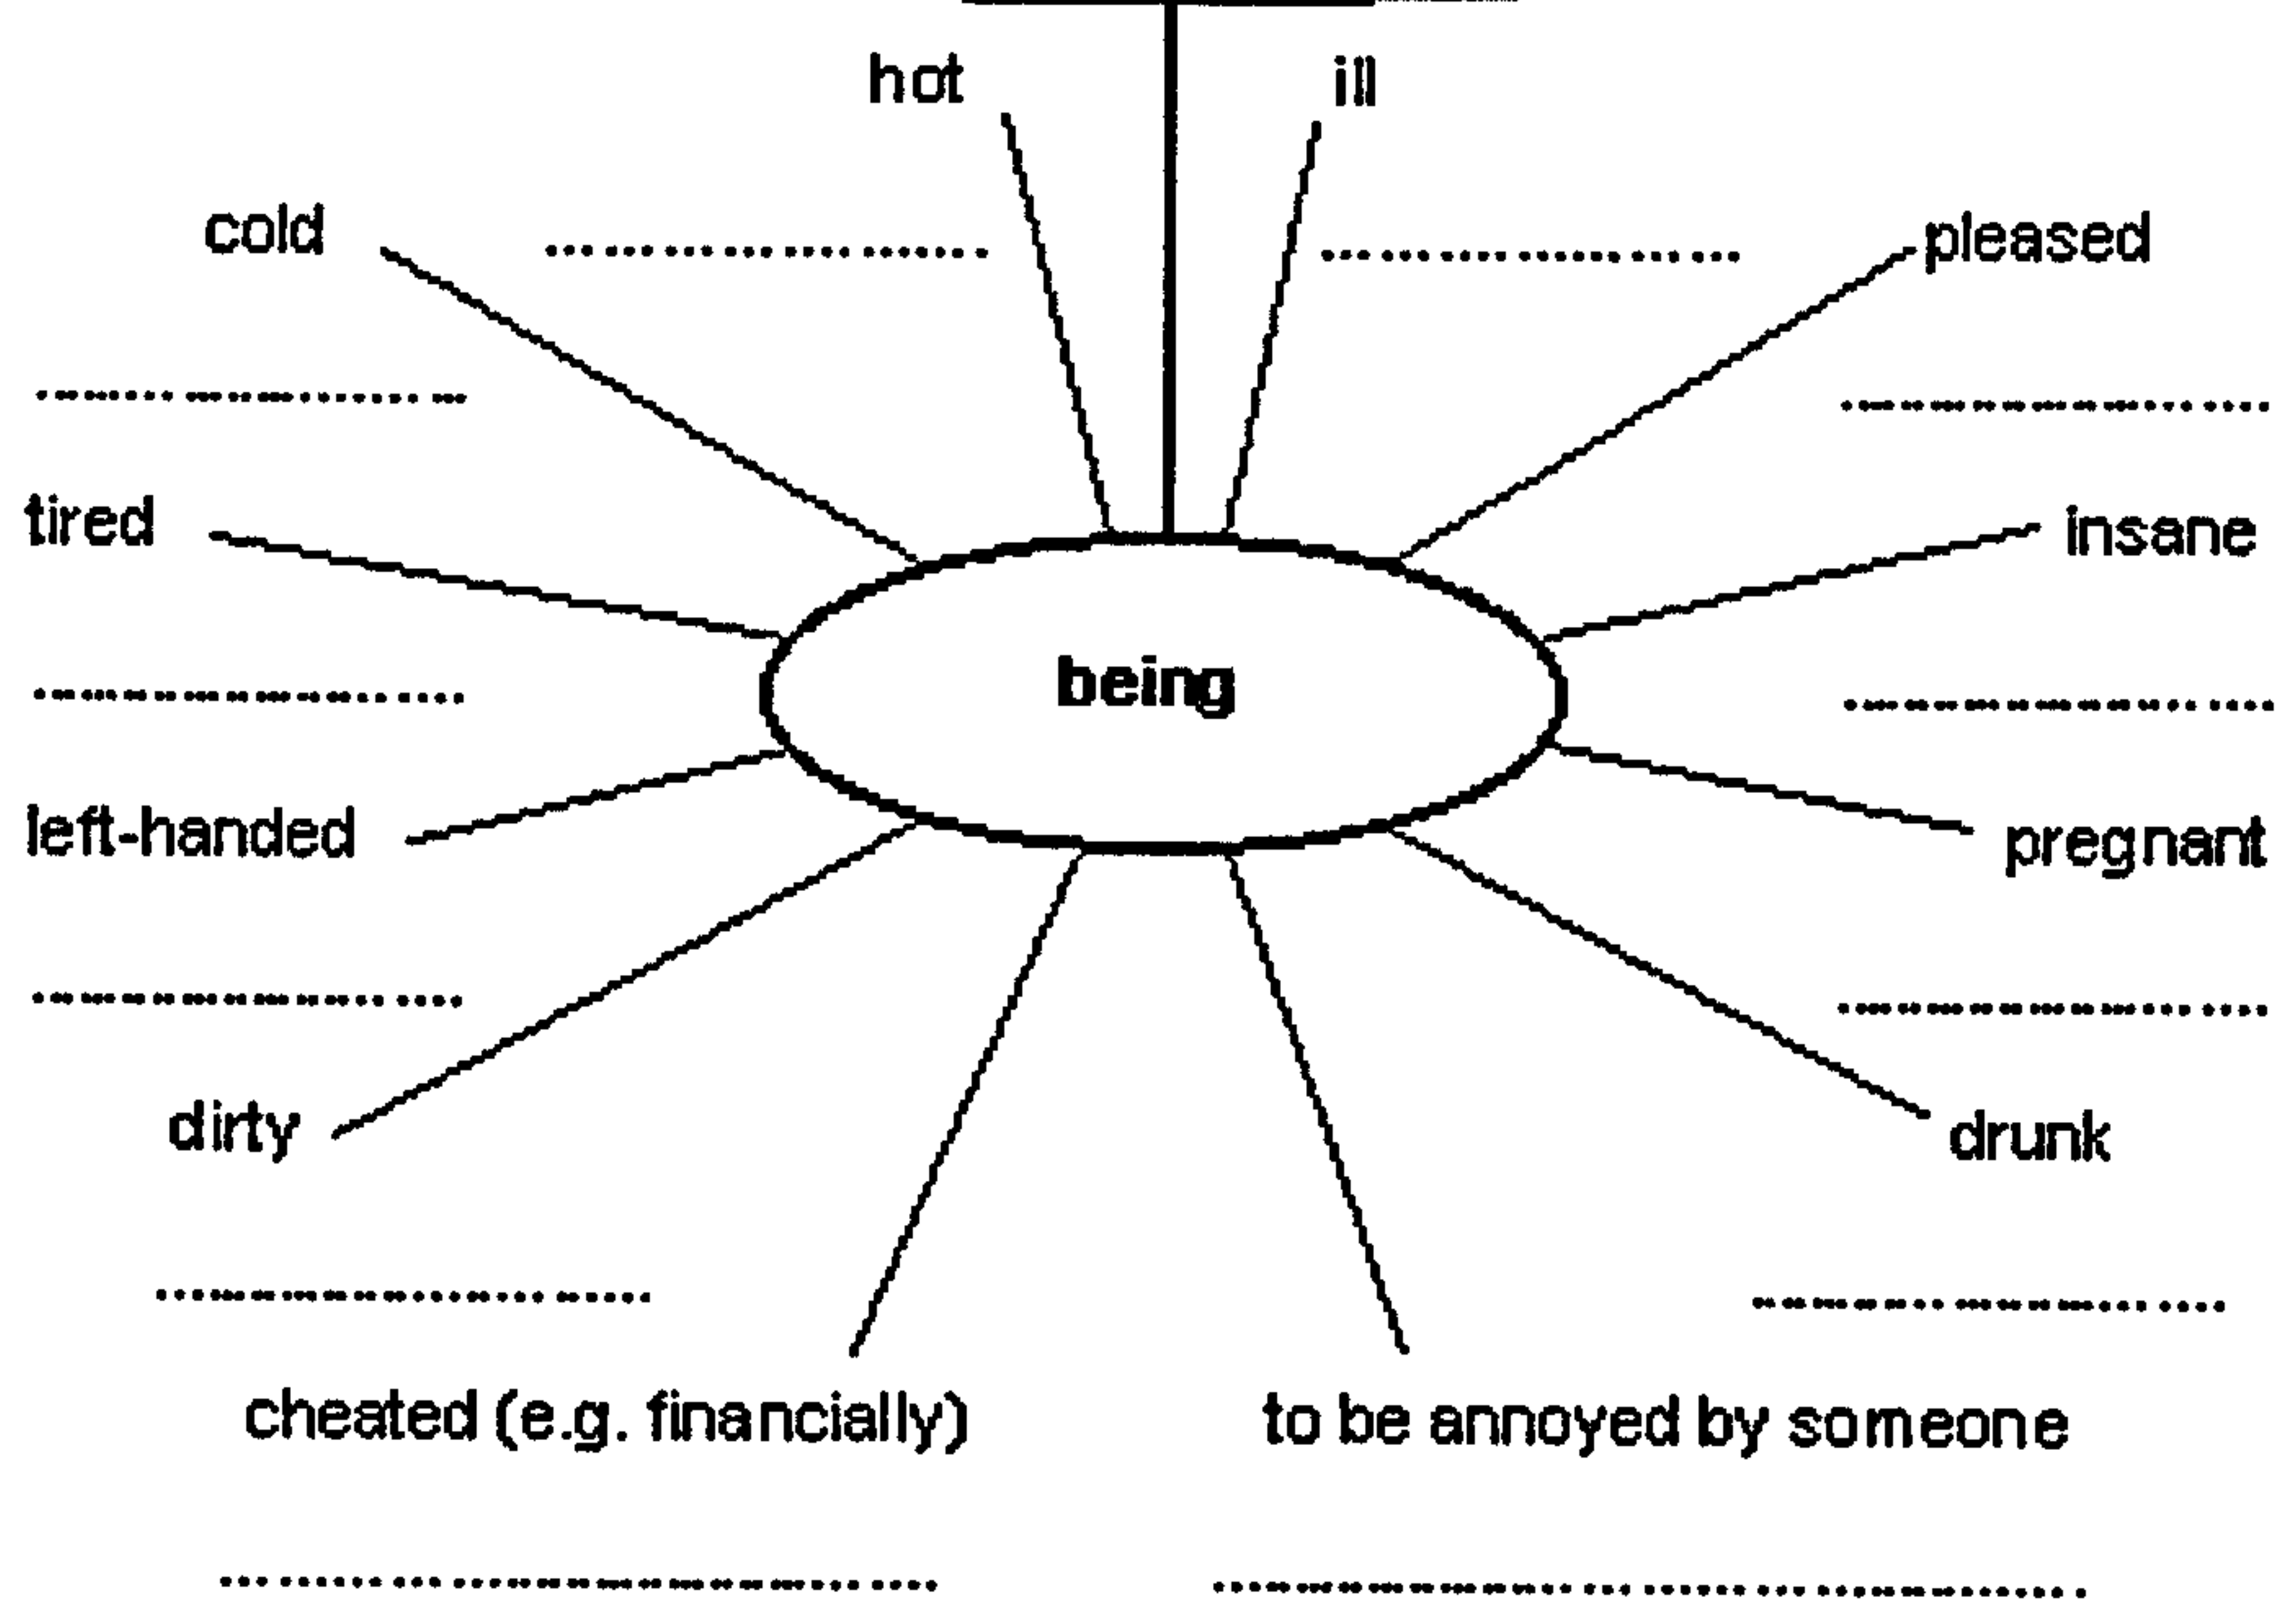 hot ill
cold pleased
tired insane
being
left-handed pregnant
dirty drunk
cheated (e.g. financially) to be annoyed by someone